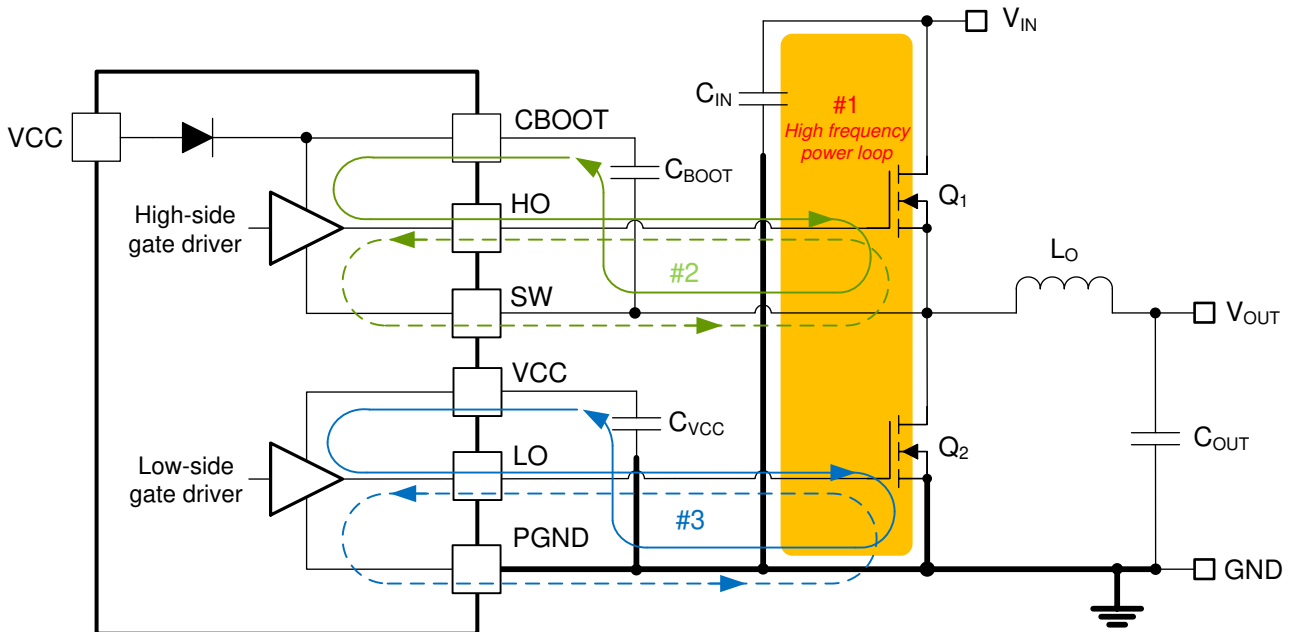 VIN
CIN
#1
High frequency
power loop
CBOOT
VCC
CBOOT
Q1
HO
High-side
gate driver
LO
#2
SW
VOUT
VCC
CVCC
Q2
COUT
LO
Low-side
gate driver
#3
PGND
GND